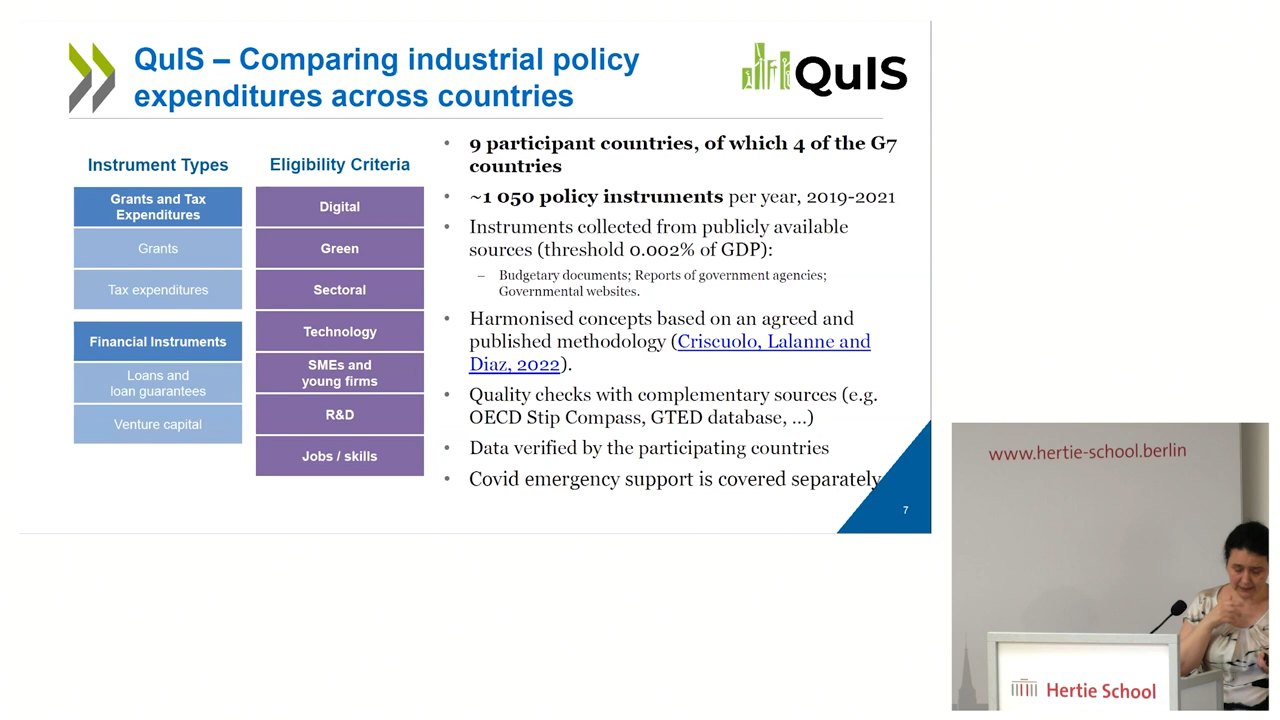 QuIS – Comparing industrial policy
expenditures across countries
QuIS
Instrument Types
Grants and Tax
Expenditures
Grants
Tax expenditures
Financial Instruments
Loans and
loan guarantees
Venture capital
Eligibility Criteria
Digital
Green
Sectoral
Technology
SMEs and
young firms
R&D
Jobs / skills
• 9 participant countries, of which 4 of the G7
countries
• ~1 050 policy instruments per year, 2019-2021
• Instruments collected from publicly available
sources (threshold 0.002% of GDP):
– Budgetary documents; Reports of government agencies;
Governmental websites.
• Harmonised concepts based on an agreed and
published methodology (Criscuolo, Lalanne and
Diaz, 2022).
• Quality checks with complementary sources (e.g.
OECD Stip Compass, GTED database, ...)
• Data verified by the participating countries
• Covid emergency support is covered separately
7
www.hertie-school.berlin
Hertie School